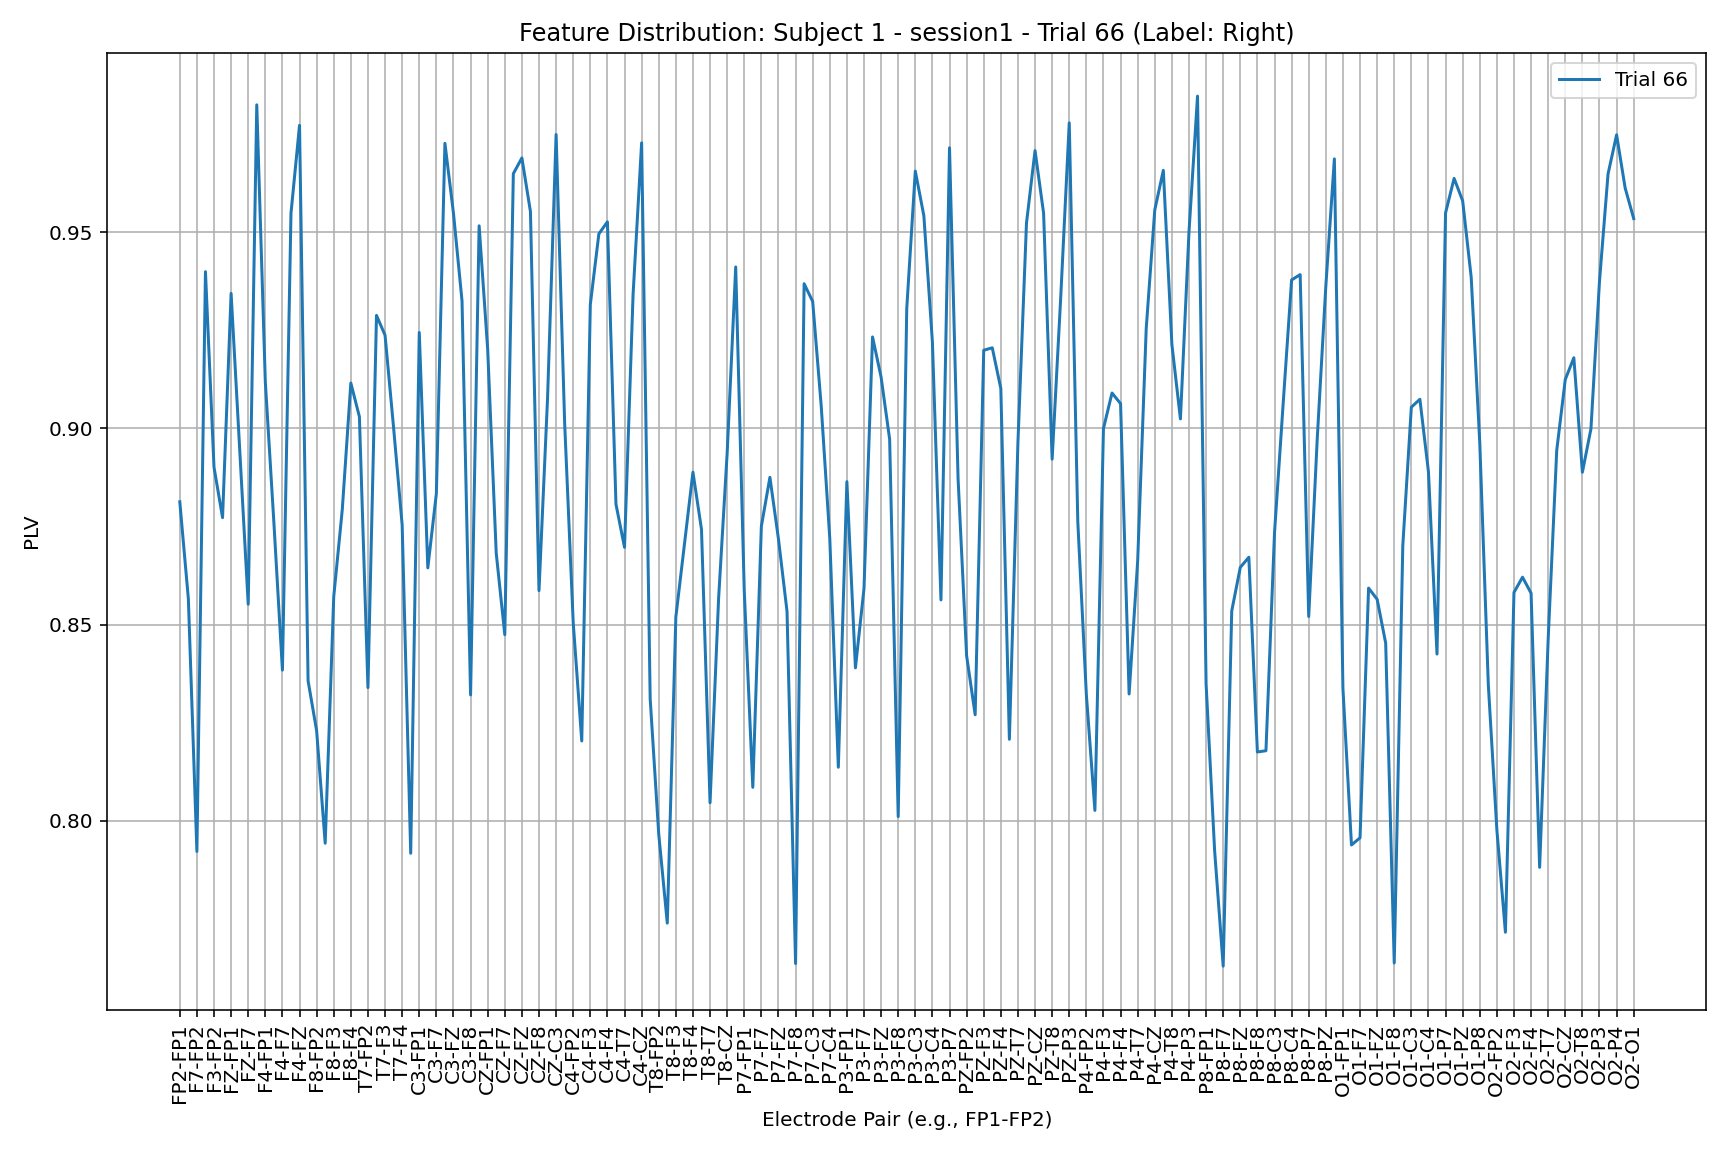 Feature Distribution: Subject 1 - session1 - Trial 66 (Label: Right)
Trial 66
PLV
0.95
0.90
0.85
0.80
FP2-FP1
F7-FP2
F3-FP2
FZ-FP1
FZ-F7
F4-FP1
F4-F7
F4-FZ
F8-FP2
F8-F3
F8-F4
T7-FP2
T7-F3
T7-F4
C3-FP1
C3-F7
C3-FZ
C3-F8
CZ-FP1
CZ-F7
CZ-FZ
CZ-F8
CZ-C3
C4-FP2
C4-F3
C4-F4
C4-T7
C4-CZ
T8-FP2
T8-F3
T8-F4
T8-T7
T8-CZ
P7-FP1
P7-F7
P7-FZ
P7-F8
P7-C3
P7-C4
P3-FP1
P3-F7
P3-FZ
P3-F8
P3-C3
P3-C4
P3-P7
PZ-FP2
PZ-F3
PZ-F4
PZ-T7
PZ-CZ
PZ-T8
PZ-P3
P4-FP2
P4-F3
P4-F4
P4-T7
P4-CZ
P4-T8
P4-P3
P8-FP1
P8-F7
P8-FZ
P8-F8
P8-C3
P8-C4
P8-P7
P8-PZ
O1-FP1
O1-F7
O1-FZ
O1-F8
O1-C3
O1-C4
O1-P7
O1-PZ
O1-P8
O2-FP2
O2-F3
O2-F4
O2-T7
O2-CZ
O2-T8
O2-P3
O2-P4
O2-O1
Electrode Pair (e.g., FP1-FP2)